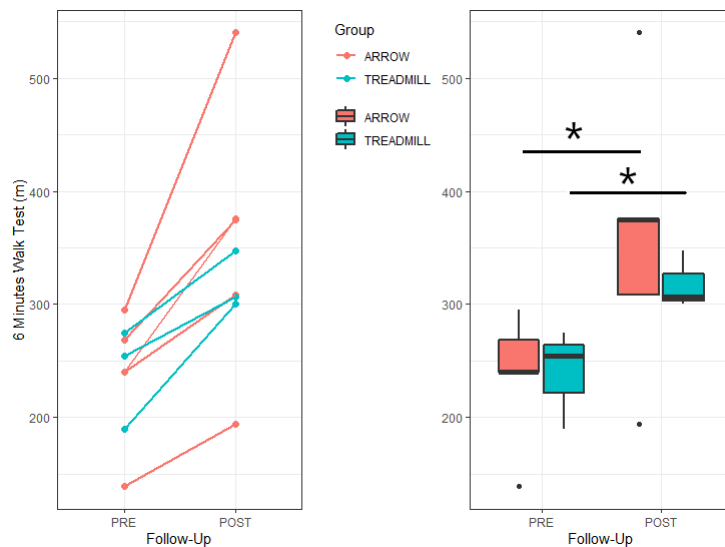 6 Minutes Walk Test (m)
500
400
300
200
PRE
POST
Follow-Up
Group
ARROW
TREADMILL
ARROW
TREADMILL
500
400
300
200
*
*
PRE
POST
Follow-Up